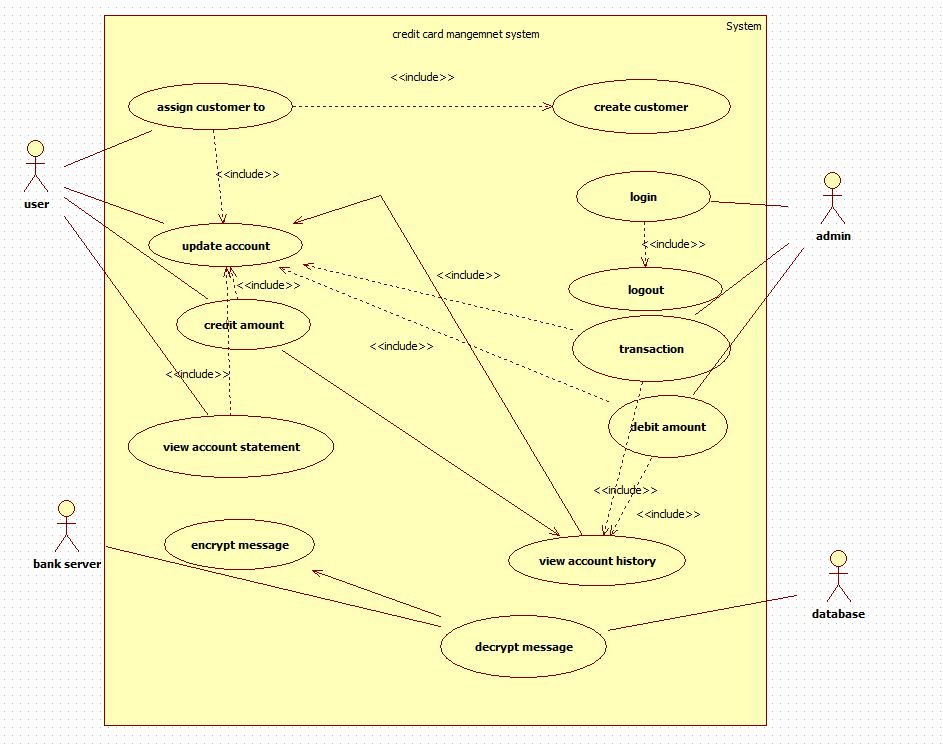 System
credit card mangemnet system
<<include>>
assign customer to
create customer
<<include>>
user
login
admin
update account
<<include>>
<<include>>
<<include>>
logout
credit amount
<<include>>
transaction
<<include>>
debit amount
view account statement
<<include>>
<<include>>
encrypt message
bank server
view account history
database
decrypt message